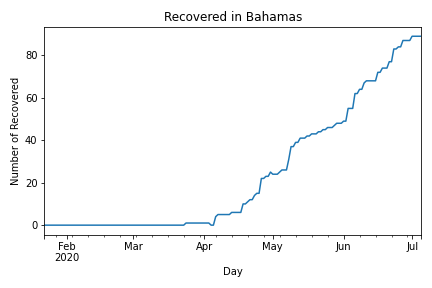 Recovered in Bahamas
Number of Recovered
80
60
40
20
0
Feb
2020
Mar
Apr
May
Jun
Jul
Day